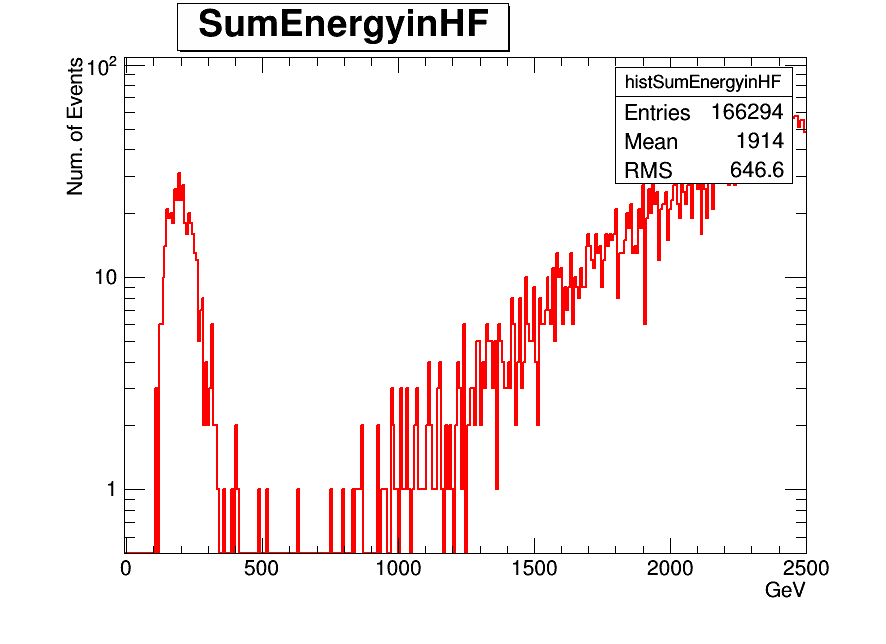 SumEnergyinHF
Num. of Events
10²
10
1
histSumEnergyinHF
Entries 166294
Mean 1914
RMS 646.6
0 500 1000 1500 2000 2500
GeV